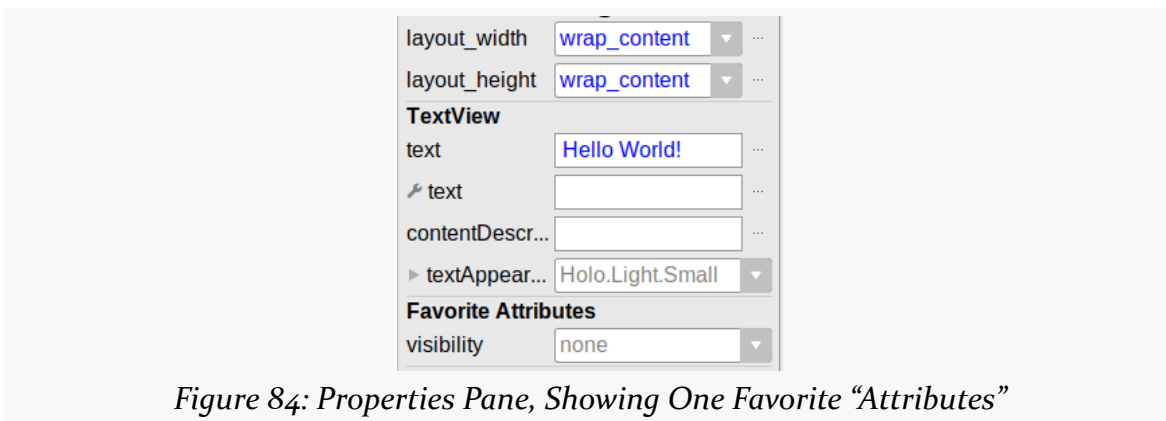 layout_width wrap_content ...
layout_height wrap_content ...
TextView
text Hello World! ...
text ...
contentDescr... ...
textAppear... Holo.Light.Small
Favorite Attributes
visibility none
Figure 84: Properties Pane, Showing One Favorite “Attributes”